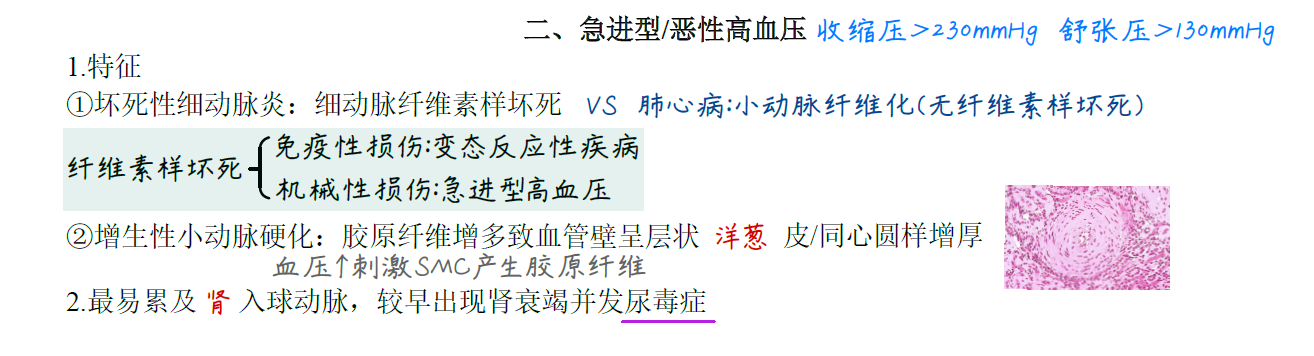 二、急进型/恶性高血压 收缩压>230mmHg 舒张压>130mmHg
1.特征
①坏死性细动脉炎：细动脉纤维素样坏死 VS 肺心病:小动脉纤维化(无纤维素样坏死)
纤维素样坏死
免疫性损伤:变态反应性疾病
机械性损伤:急进型高血压
②增生性小动脉硬化：胶原纤维增多致血管壁呈层状 洋葱 皮/同心圆样增厚
血压↑刺激SMC产生胶原纤维
2.最易累及 肾 入球动脉，较早出现肾衰竭并发尿毒症